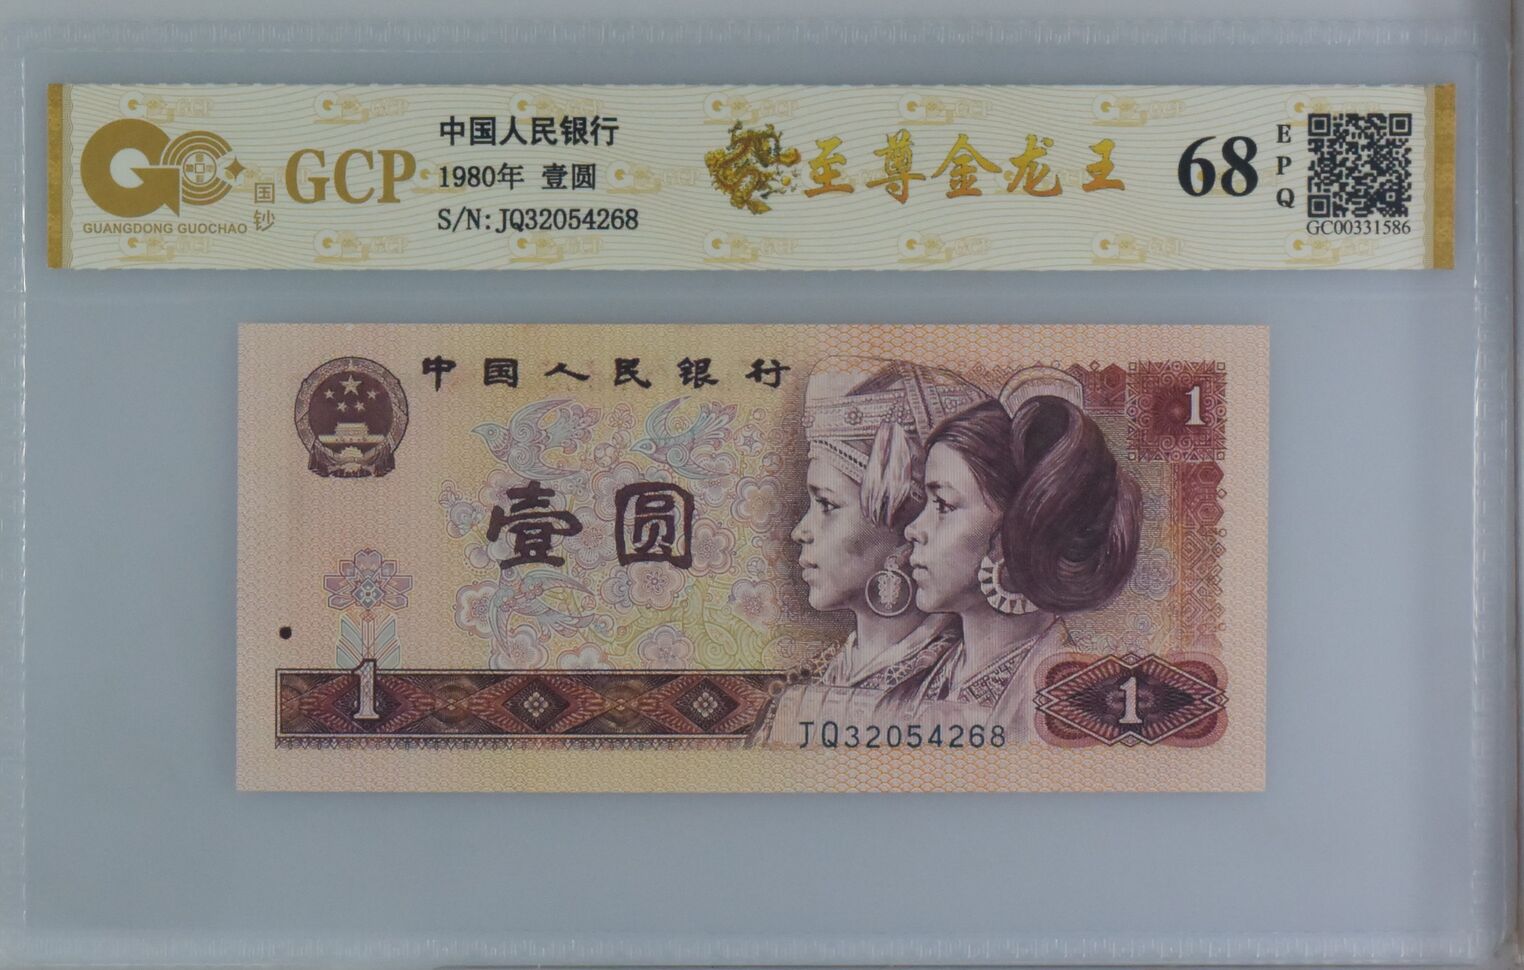 GUANGDONG GUOCHAO
国钞
GCP
中国人民银行
1980年 壹圆
S/N:JQ32054268
至尊金龙王
68
EPQ
GC00331586
中国人民银行
1
壹圆
1
1
JQ32054268